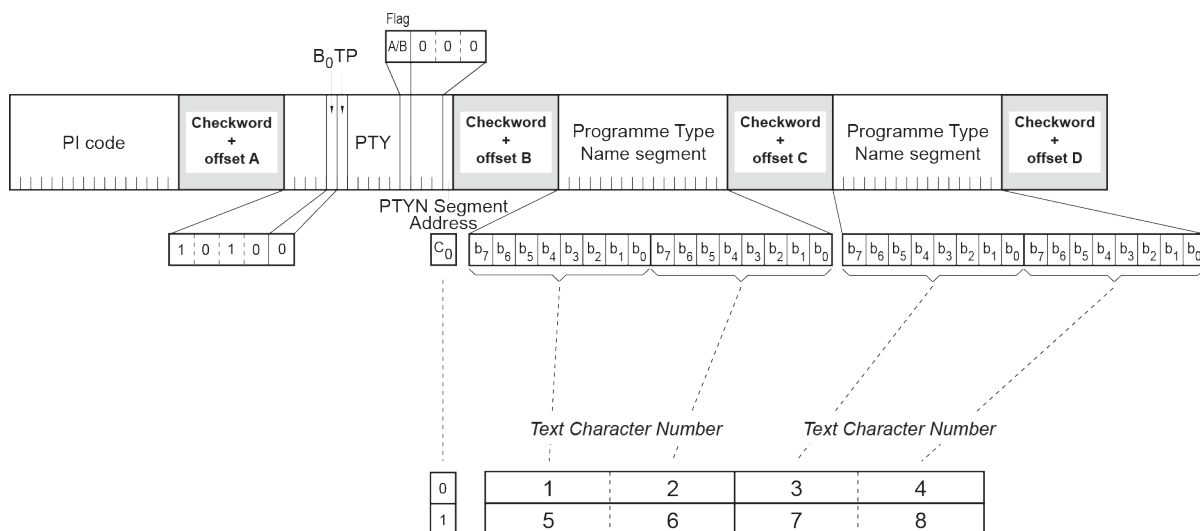 Flag
A/B 0 0 0
B0 TP
PI code
Checkword
+
offset A
PTY
Checkword
+
offset B
Programme Type
Name segment
Checkword
+
offset C
Programme Type
Name segment
Checkword
+
offset D
PTYN Segment
Address
1 0 1 0 0
C0
b7 b6 b5 b4 b3 b2 b1 b0 b7 b6 b5 b4 b3 b2 b1 b0
b7 b6 b5 b4 b3 b2 b1 b0 b7 b6 b5 b4 b3 b2 b1 b0
Text Character Number
Text Character Number
0 1 2 3 4
1 5 6 7 8